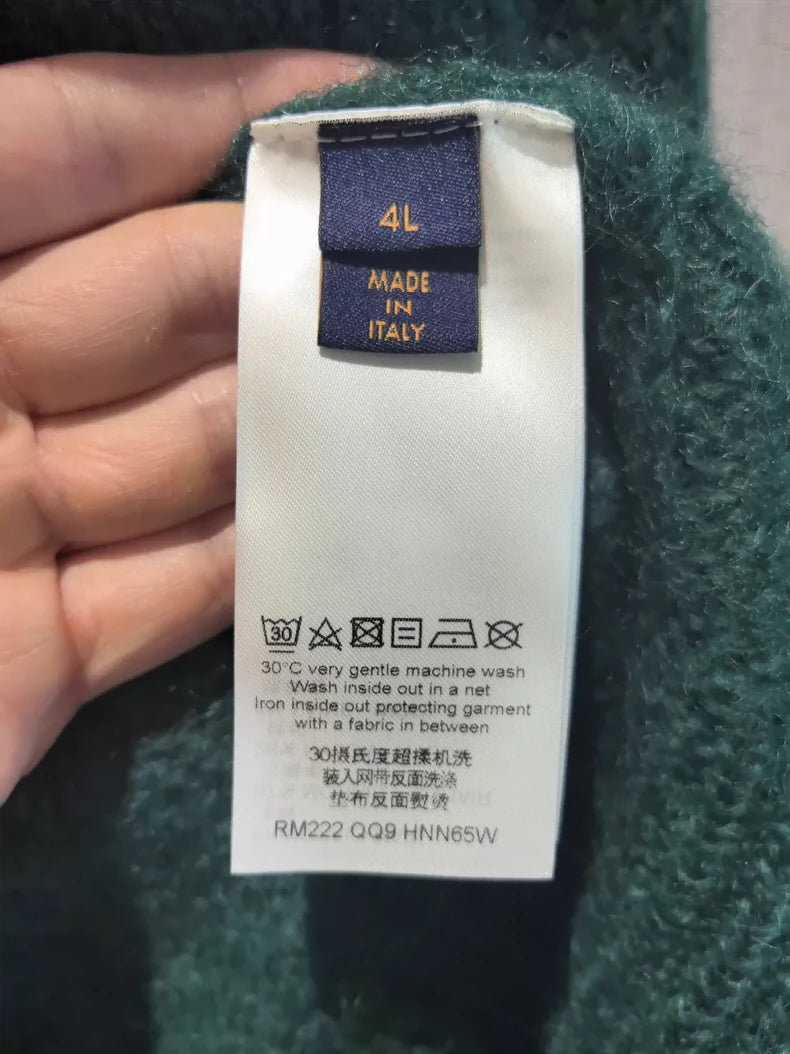 4L
MADE
IN
ITALY
30
30°C very gentle machine wash
Wash inside out in a net
Iron inside out protecting garment
with a fabric in between
30摄氏度超揉机洗
装入网带反面洗涤
垫布反面熨烫
RM222 QQ9 HNN65W